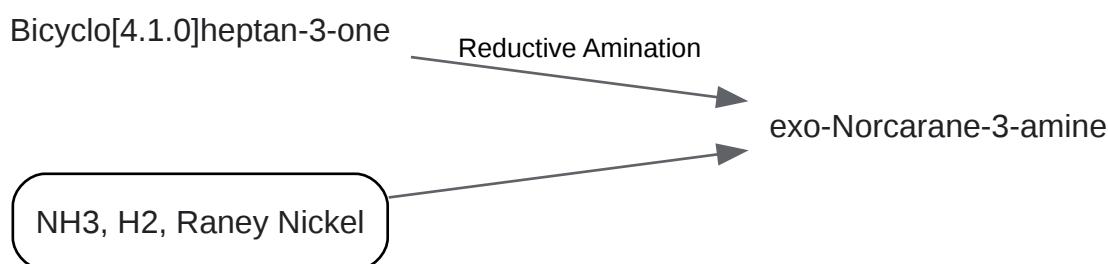 Bicyclo[4.1.0]heptan-3-one
Reductive Amination
exo-Norcarane-3-amine
NH3, H2, Raney Nickel